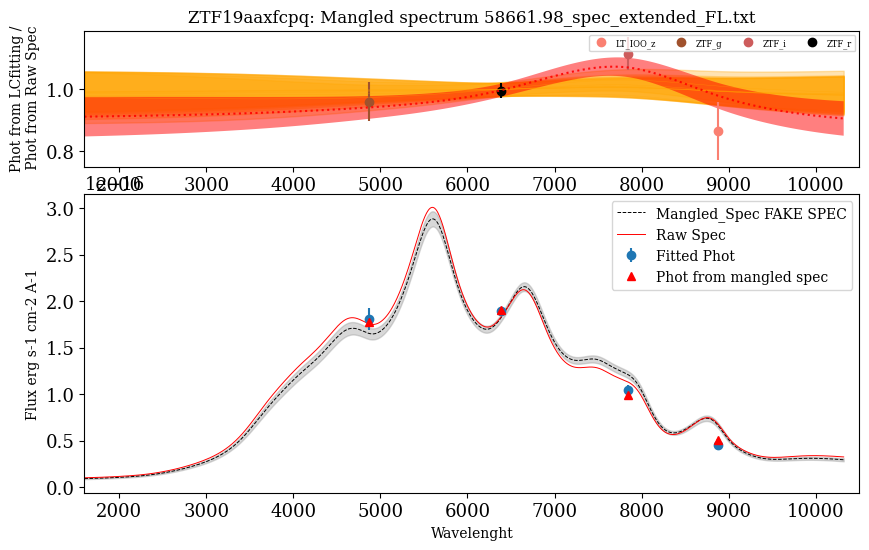 ZTF19aaxfcpq: Mangled spectrum 58661.98_spec_extended_FL.txt
Phot from LCfitting /
Phot from Raw Spec
LT_IOO_z
ZTF_g
ZTF_i
ZTF_r
1.0
0.8
2000
3000
4000
5000
6000
7000
8000
9000
10000
1e−16
Mangled_Spec FAKE SPEC
Raw Spec
Fitted Phot
Phot from mangled spec
Flux erg s-1 cm-2 A-1
3.0
2.5
2.0
1.5
1.0
0.5
0.0
2000
3000
4000
5000
6000
7000
8000
9000
10000
Wavelenght